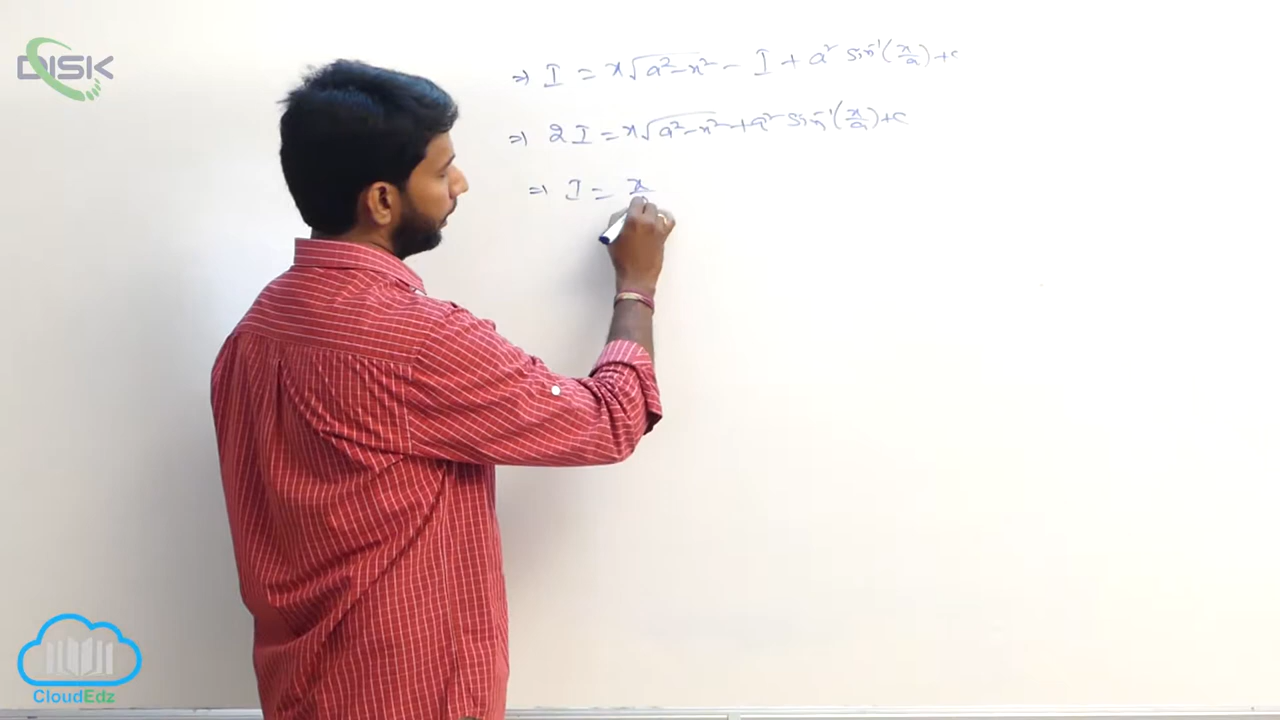 DISK
⇒ I = x√a²-x² - I + a² sin⁻¹(x/a) + c
⇒ 2I = x√a²-x² + a² sin⁻¹(x/a) + c
⇒ I = x/
CloudEdz